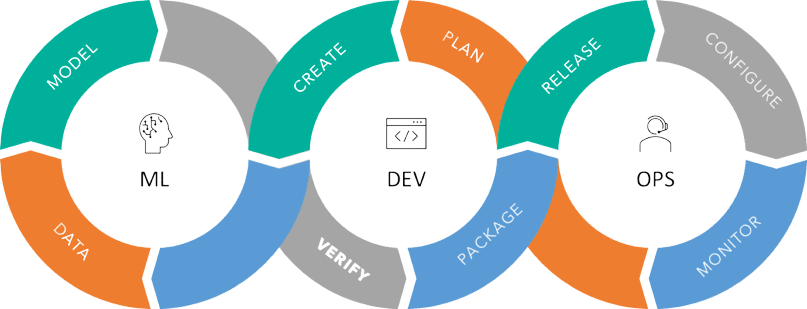 MODEL
DATA
ML
CREATE
PLAN
VERIFY
PACKAGE
DEV
RELEASE
CONFIGURE
MONITOR
OPS